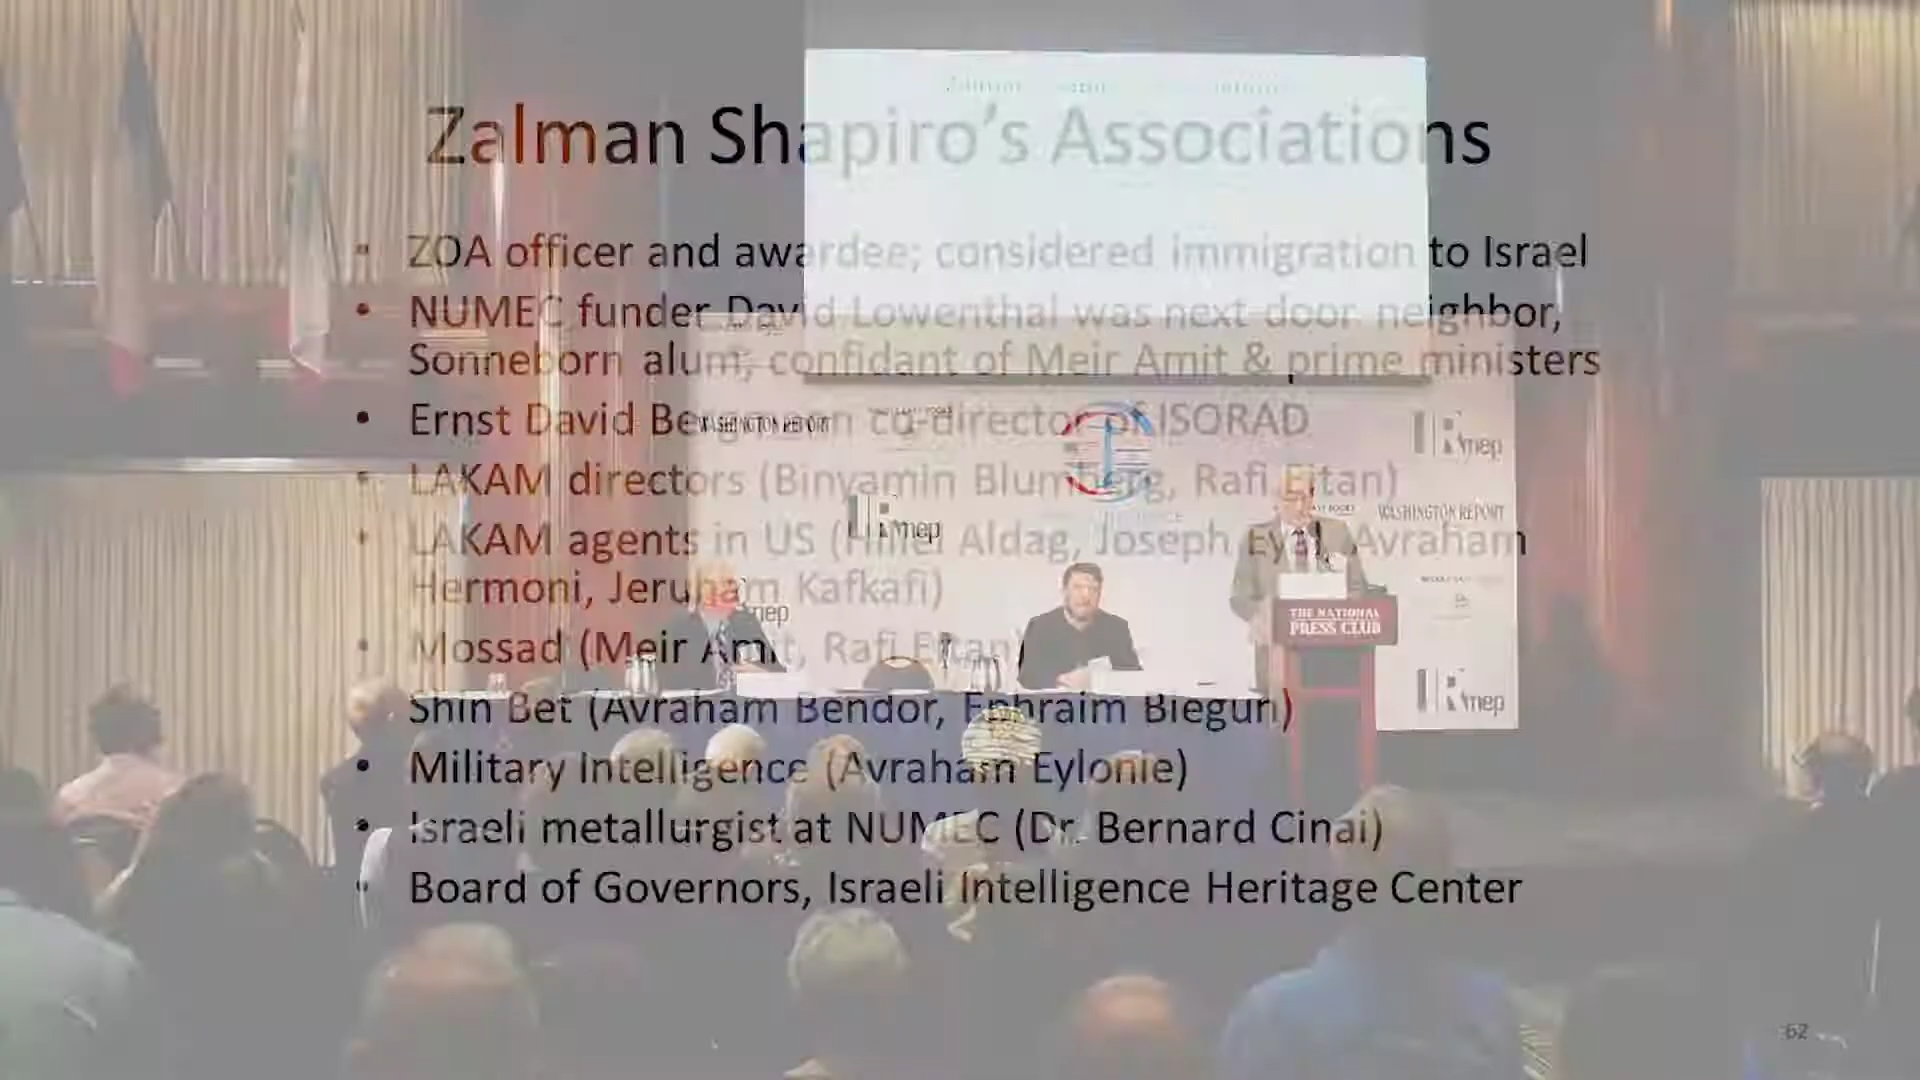 Zalman Shapiro's Associations
• ZOA officer and awardee; considered immigration to Israel
• NUMEC funder David Lowenthal was next-door neighbor,
Sonneborn alum; confidant of Meir Amit & prime ministers
• Ernst David Bergmann co-director of ISORAD
WASHINGTON REPORT
IRmep
• LAKAM directors (Binyamin Blumberg, Rafi Eitan)
WASHINGTON REPORT
IRmep
• LAKAM agents in US (Hillel Aldag, Joseph Eyal, Avraham
Hermoni, Jeruham Kafkafi)
mep
THE NATIONAL
PRESS CLUB
• Mossad (Meir Amit, Rafi Eitan)
IRmep
Shin Bet (Avraham Bendor, Ephraim Biegun)
• Military Intelligence (Avraham Eylonie)
• Israeli metallurgist at NUMEC (Dr. Bernard Cinai)
• Board of Governors, Israeli Intelligence Heritage Center
62